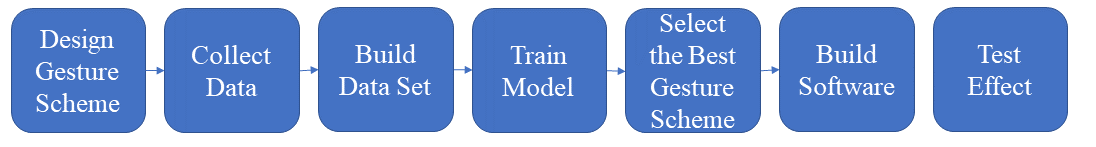 Design
Gesture
Scheme
Collect
Data
Build
Data Set
Train
Model
Select
the Best
Gesture
Scheme
Build
Software
Test
Effect